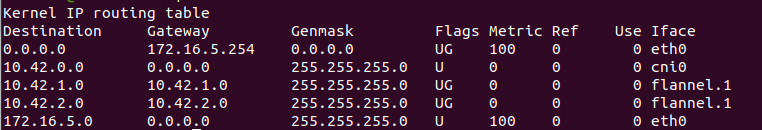 Kernel IP routing table
Destination     Gateway         Genmask         Flags Metric Ref    Use Iface
0.0.0.0         172.16.5.254    0.0.0.0         UG    100    0        0 eth0
10.42.0.0       0.0.0.0         255.255.255.0   U     0      0        0 cni0
10.42.1.0       10.42.1.0       255.255.255.0   UG    0      0        0 flannel.1
10.42.2.0       10.42.2.0       255.255.255.0   UG    0      0        0 flannel.1
172.16.5.0      0.0.0.0         255.255.255.0   U     100    0        0 eth0